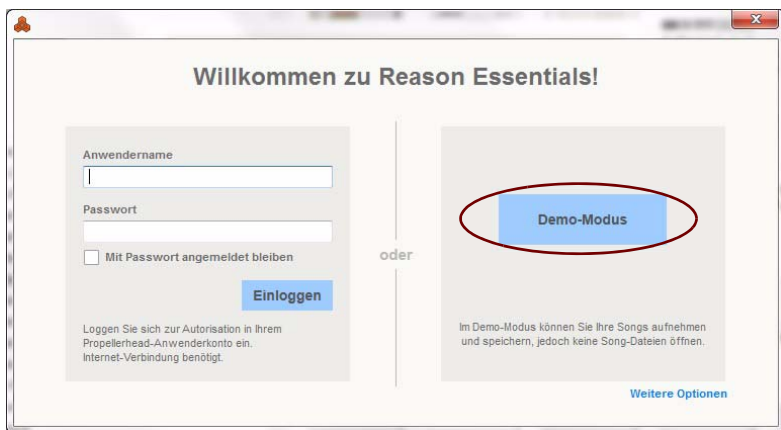 Willkommen zu Reason Essentials!
Anwendername
Passwort
Mit Passwort angemeldet bleiben
Einloggen
Loggen Sie sich zur Autorisation in Ihrem
Propellerhead-Anwenderkonto ein.
Internet-Verbindung benötigt.
oder
Demo-Modus
Im Demo-Modus können Sie Ihre Songs aufnehmen
und speichern, jedoch keine Song-Dateien öffnen.
Weitere Optionen